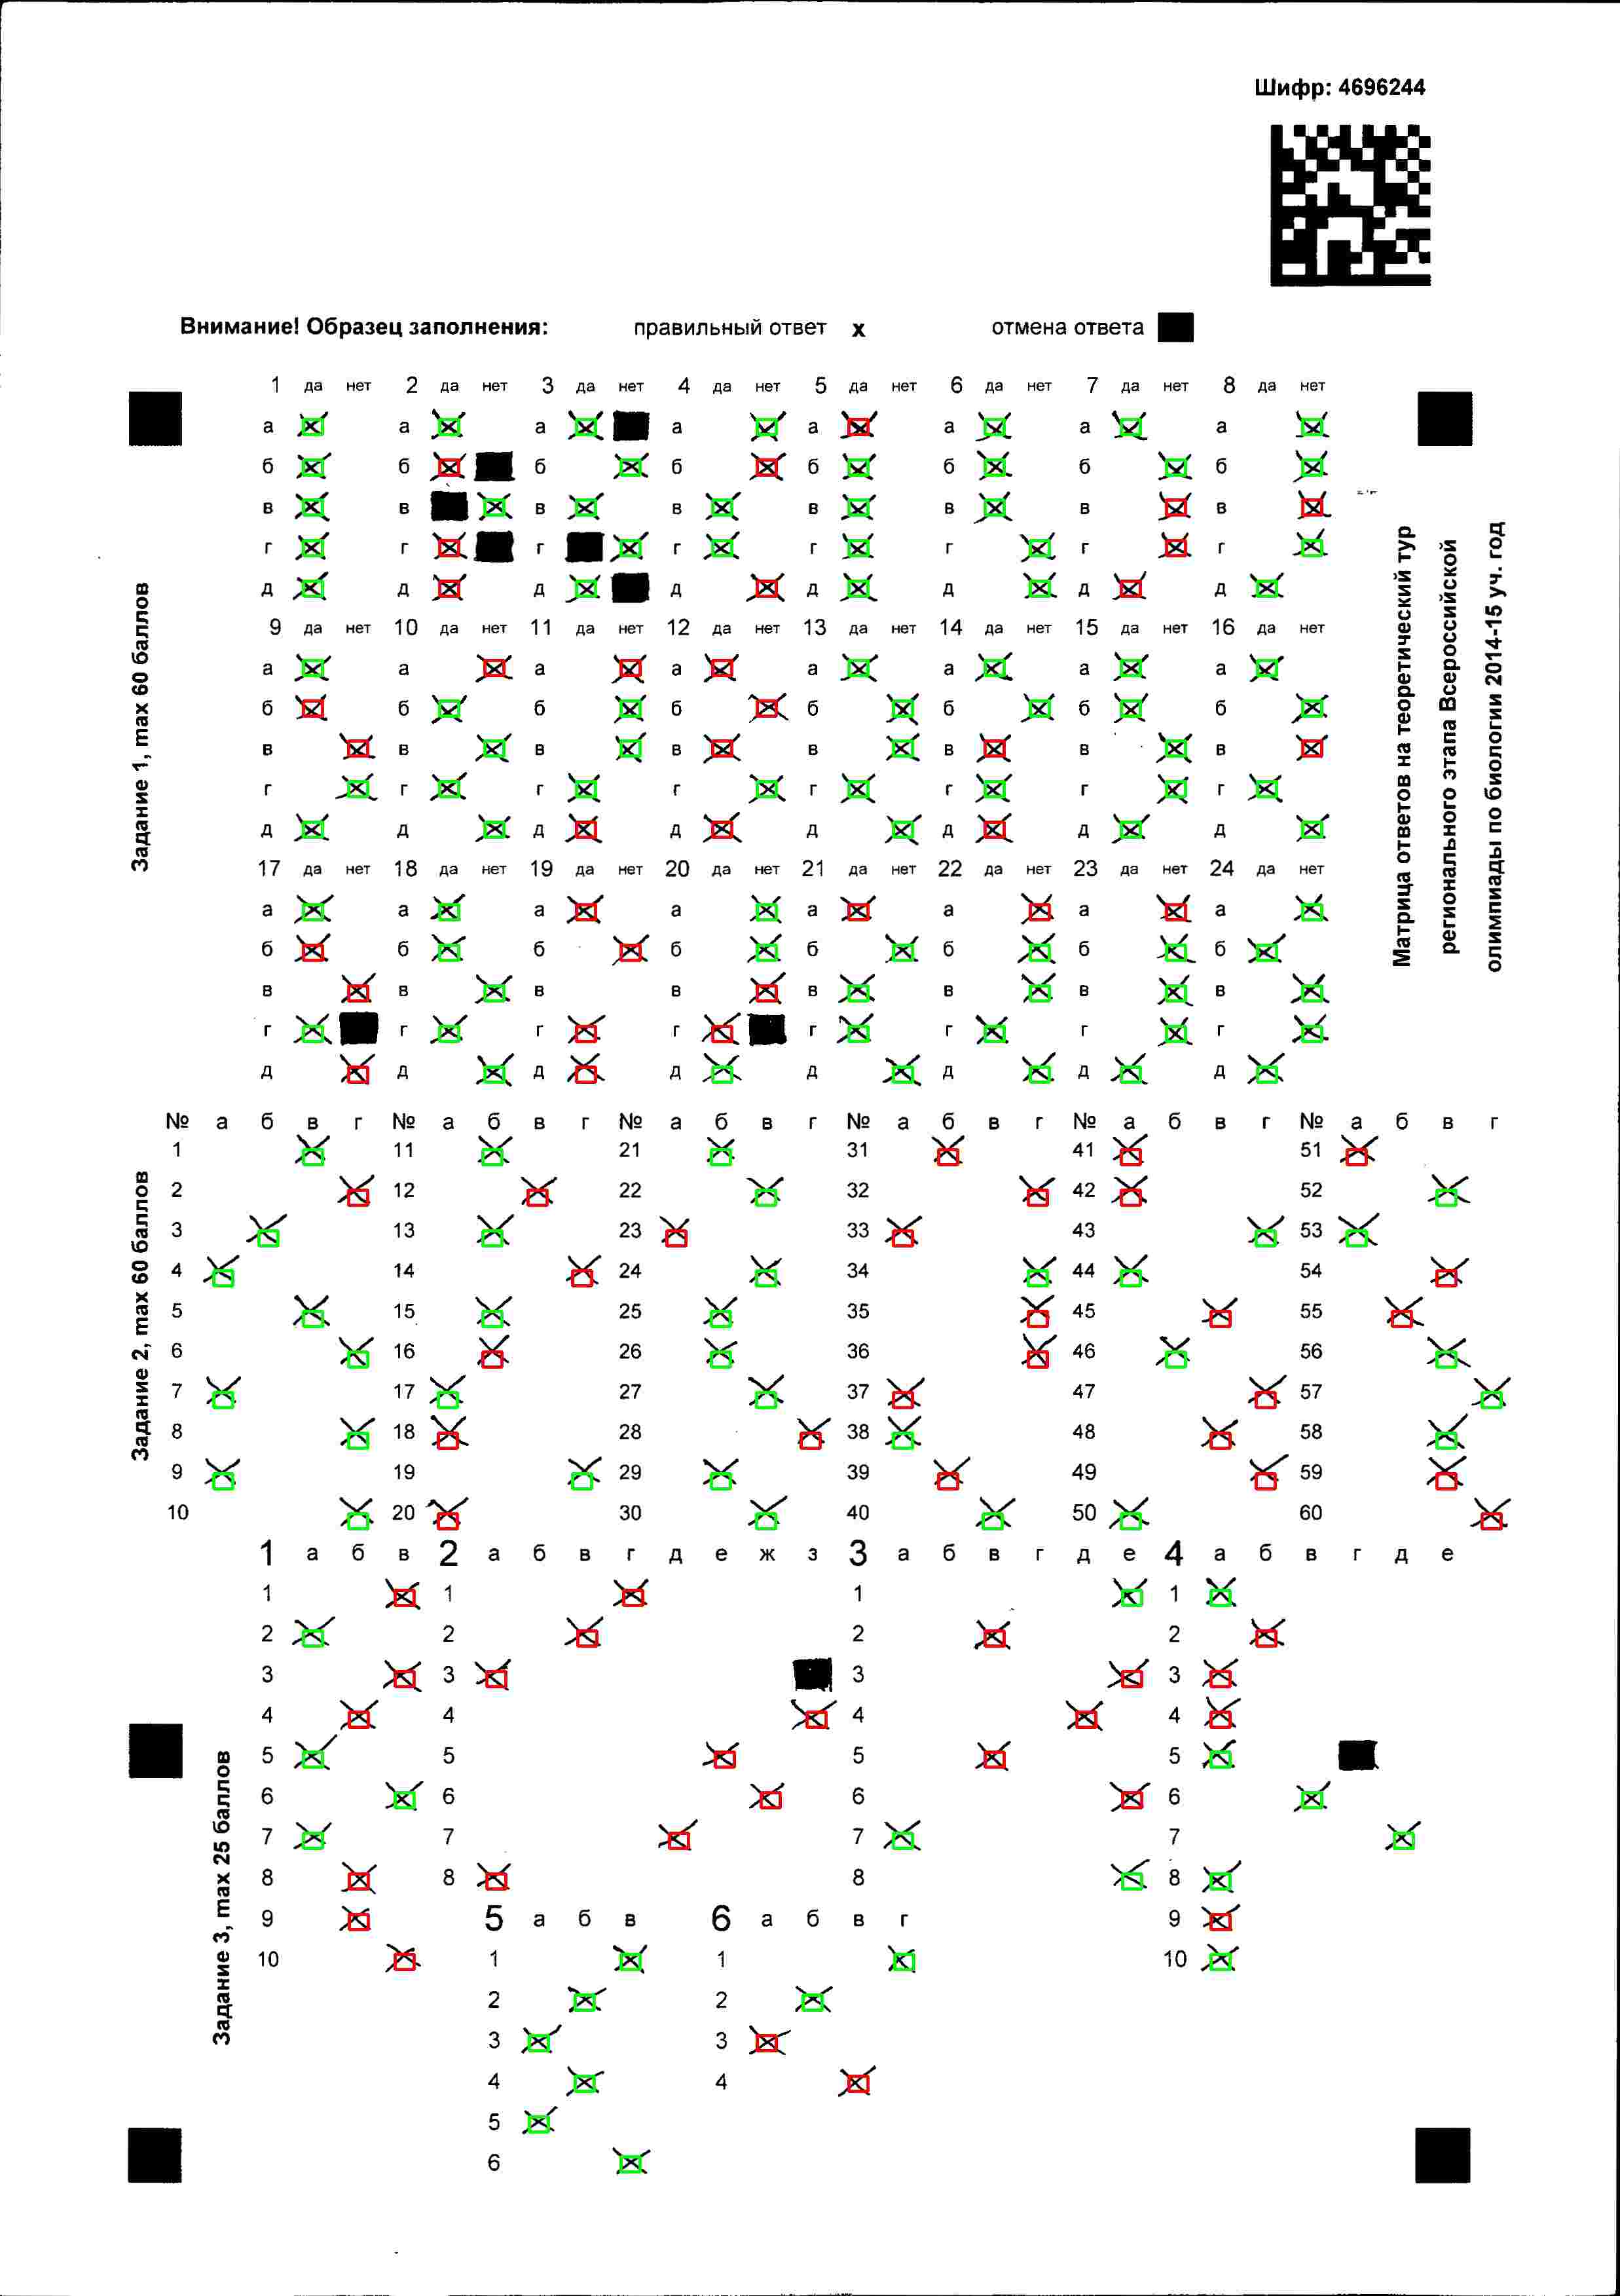 Шифр: 4696244
Внимание! Образец заполнения: правильный ответ x отмена ответа
1 да нет 2 да нет 3 да нет 4 да нет 5 да нет 6 да нет 7 да нет 8 да нет
а а а а а а а а
б б б б б б б б
в в в в в в в в
г г г г г г г г
д д д д д д д д
9 да нет 10 да нет 11 да нет 12 да нет 13 да нет 14 да нет 15 да нет 16 да нет
а а а а а а а а
б б б б б б б б
в в в в в в в в
г г г г г г г г
д д д д д д д д
17 да нет 18 да нет 19 да нет 20 да нет 21 да нет 22 да нет 23 да нет 24 да нет
а а а а а а а а
б б б б б б б б
в в в в в в в в
г г г г г г г г
д д д д д д д д
Задание 1, max 60 баллов
Матрица ответов на теоретический тур
регионального этапа Всероссийской
олимпиады по биологии 2014-15 уч. год
№ а б в г № а б в г № а б в г № а б в г № а б в г № а б в г
1 11 21 31 41 51
2 12 22 32 42 52
3 13 23 33 43 53
4 14 24 34 44 54
5 15 25 35 45 55
6 16 26 36 46 56
7 17 27 37 47 57
8 18 28 38 48 58
9 19 29 39 49 59
10 20 30 40 50 60
Задание 2, max 60 баллов
1 а б в 2 а б в г д е ж з 3 а б в г д е 4 а б в г д е
1 1 1 1
2 2 2 2
3 3 3 3
4 4 4 4
5 5 5 5
6 6 6 6
7 7 7 7
8 8 8 8
9 5 а б в 6 а б в г 9
10 1 1 10
2 2
3 3
4 4
5
6
Задание 3, max 25 баллов